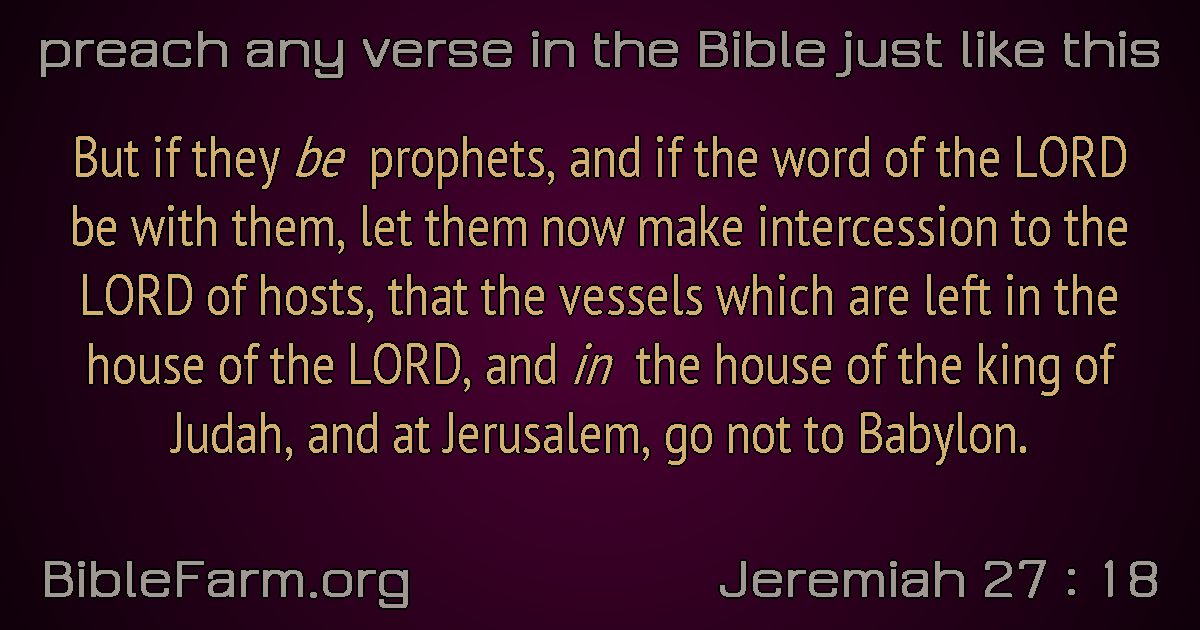 preach any verse in the Bible just like this
But if they be prophets, and if the word of the LORD
be with them, let them now make intercession to the
LORD of hosts, that the vessels which are left in the
house of the LORD, and in the house of the king of
Judah, and at Jerusalem, go not to Babylon.
BibleFarm.org
Jeremiah 27 : 18